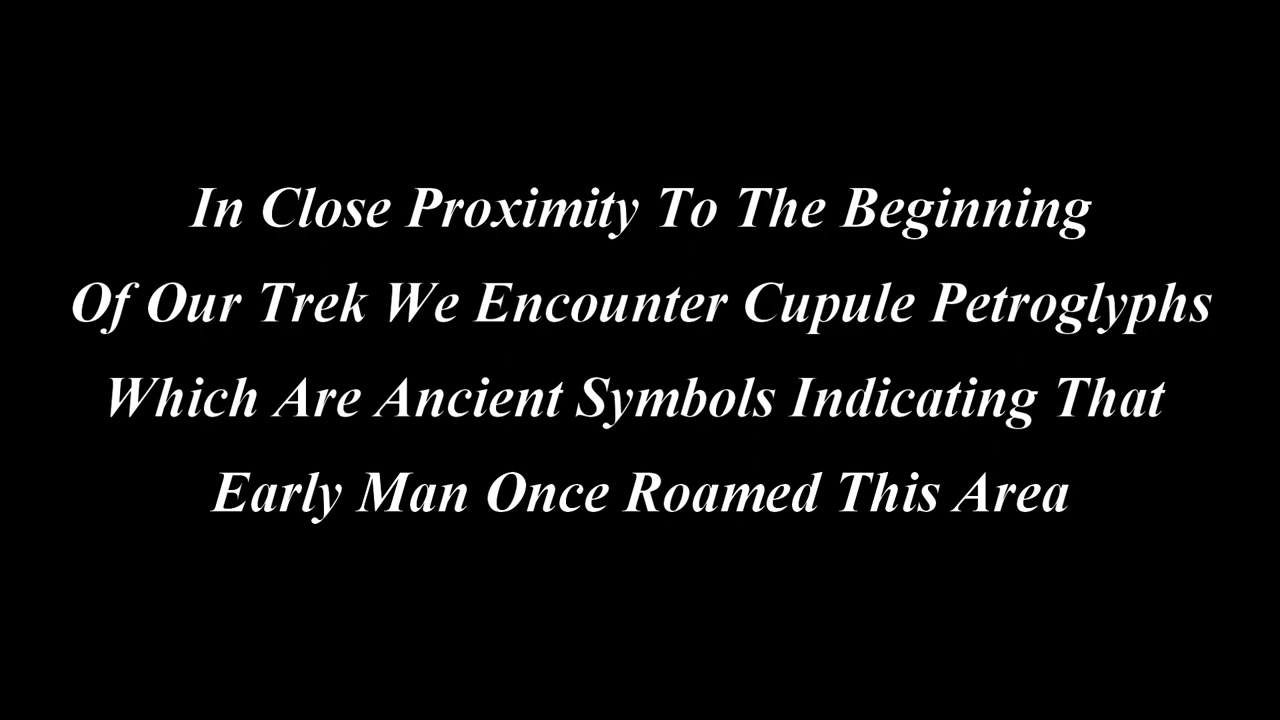 In Close Proximity To The Beginning
Of Our Trek We Encounter Cupule Petroglyphs
Which Are Ancient Symbols Indicating That
Early Man Once Roamed This Area